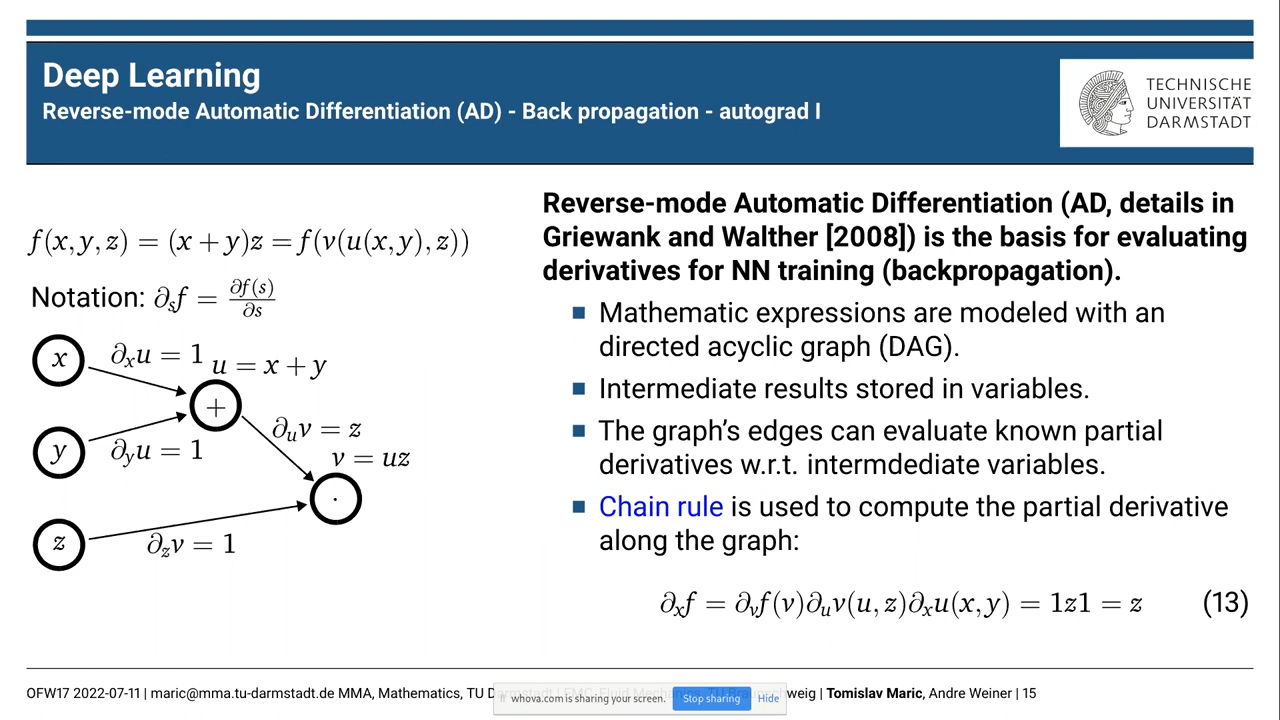 Deep Learning
Reverse-mode Automatic Differentiation (AD) - Back propagation - autograd I
TECHNISCHE
UNIVERSITÄT
DARMSTADT
f(x, y, z) = (x + y)z = f(v(u(x, y), z))
Notation: ∂ₛf = ∂f(s)/∂s
x
∂ₓu = 1
u = x + y
+
y
∂ᵧu = 1
∂ᵤv = z
v = uz
·
z
∂_zv = 1
Reverse-mode Automatic Differentiation (AD, details in
Griewank and Walther [2008]) is the basis for evaluating
derivatives for NN training (backpropagation).
Mathematic expressions are modeled with an
directed acyclic graph (DAG).
Intermediate results stored in variables.
The graph's edges can evaluate known partial
derivatives w.r.t. intermdediate variables.
Chain rule is used to compute the partial derivative
along the graph:
∂ₓf = ∂ᵥf(v)∂ᵤv(u, z)∂ₓu(x, y) = 1z1 = z (13)
OFW17 2022-07-11 | maric@mma.tu-darmstadt.de MMA, Mathematics, TU weig | Tomislav Maric, Andre Weiner | 15
whova.com is sharing your screen. Stop sharing Hide